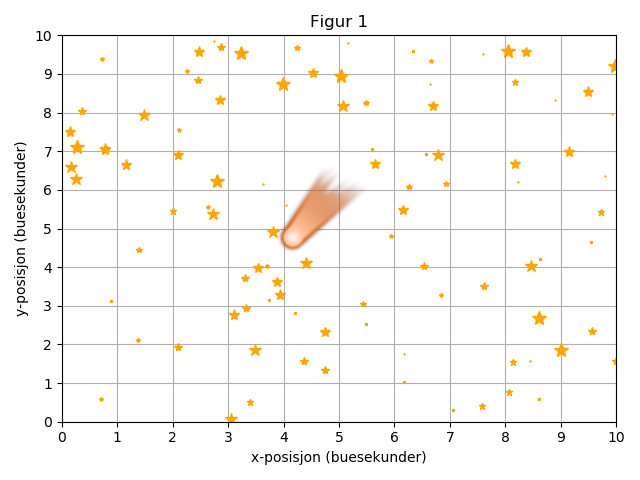 Figur 1
y-posisjon (buesekunder)
10
9
8
7
6
5
4
3
2
1
0
0 1 2 3 4 5 6 7 8 9 10
x-posisjon (buesekunder)